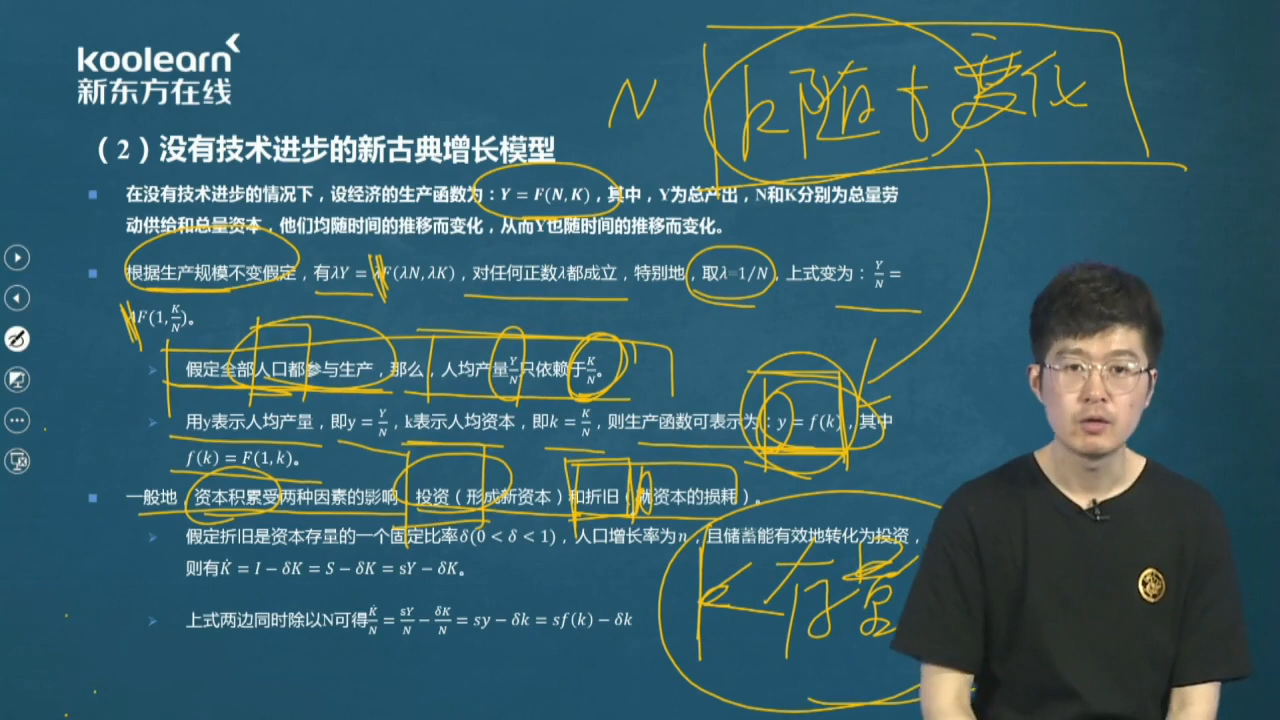 koolearn
新东方在线
N
k随t变化
（2）没有技术进步的新古典增长模型
在没有技术进步的情况下，设经济的生产函数为：Y = F(N, K)，其中，Y为总产出，N和K分别为总量劳
动供给和总量资本，他们均随时间的推移而变化，从而Y也随时间的推移而变化。
根据生产规模不变假定，有λY = λF(λN, λK)，对任何正数λ都成立，特别地，取λ=1/N，上式变为：Y/N =
λF(1, K/N)。
假定全部人口都参与生产，那么，人均产量Y/N只依赖于K/N。
用y表示人均产量，即y = Y/N，k表示人均资本，即k = K/N，则生产函数可表示为：y = f(k)，其中
f(k) = F(1, k)。
一般地，资本积累受两种因素的影响，投资（形成新资本）和折旧（就资本的损耗）。
假定折旧是资本存量的一个固定比率δ(0 < δ < 1)，人口增长率为n，且储蓄能有效地转化为投资，
则有K̇ = I − δK = S − δK = sY − δK。
上式两边同时除以N可得K̇/N = sY/N − δK/N = sy − δk = sf(k) − δk
K存量